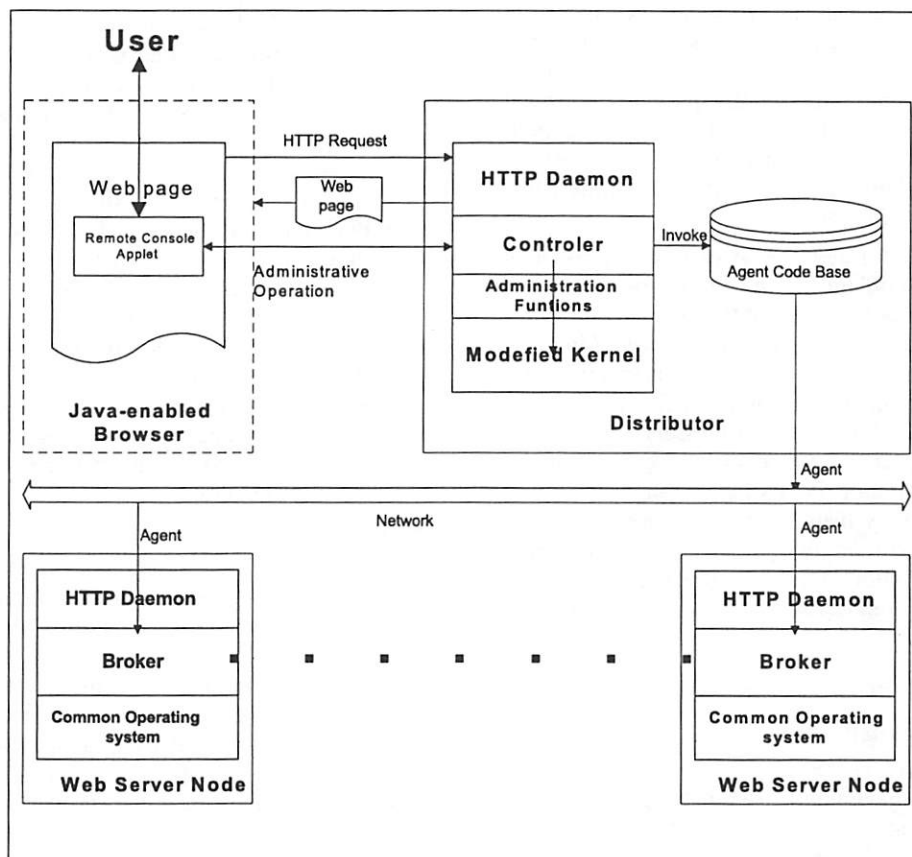 User
HTTP Request
Web page
Web
page
HTTP Daemon
Remote Console
Applet
Controler
Invoke
Agent Code Base
Administrative
Operation
Administration
Funtions
Modefied Kernel
Java-enabled
Browser
Distributor
Agent
Network
Agent
Agent
HTTP Daemon
Broker
Common Operating
system
Web Server Node
HTTP Daemon
Broker
Common Operating
system
Web Server Node